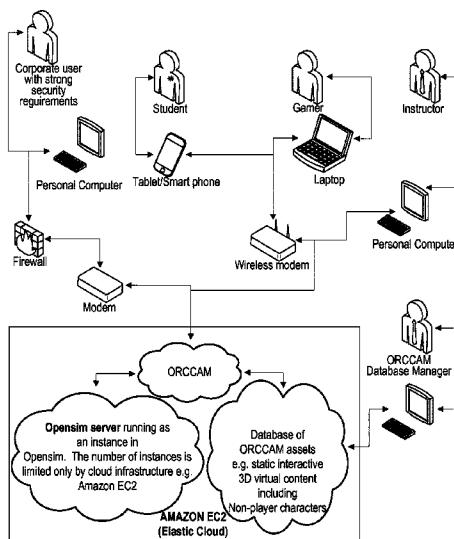 Corporate user
with strong
security
requirements
Student
Gamer
Instructor
Personal Computer
Tablet/Smart phone
Laptop
Firewall
Modem
Wireless modem
Personal Compute
ORCCAM
Database Manager
ORCCAM
Opensim server running as
an instance in
Opensim. The number of instances is
limited only by cloud infrastructure e.g.
Amazon EC2
Database of
ORCCAM assets
e.g. static interactive
3D virtual content
including
Non-player characters
AMAZON EC2
(Elastic Cloud)